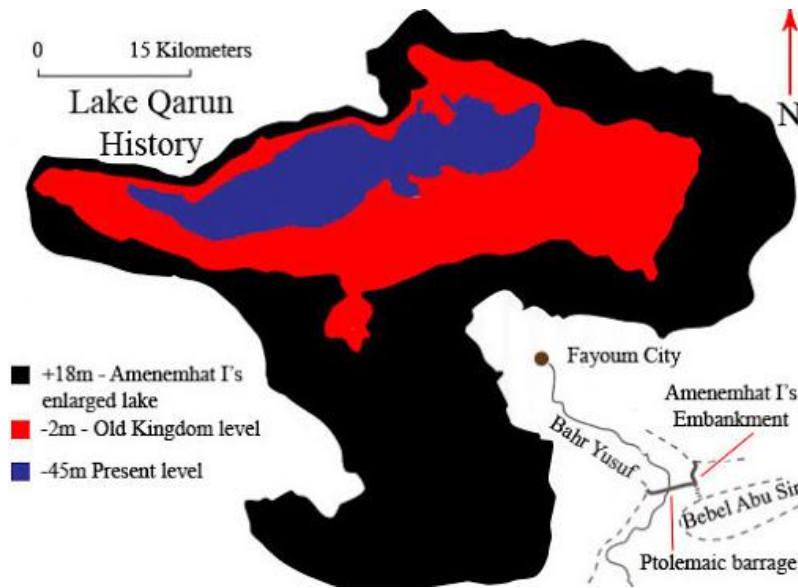 0 15 Kilometers
Lake Qarun
History
N
+18m - Amenemhat I's
enlarged lake
-2m - Old Kingdom level
-45m Present level
Fayoum City
Amenemhat I's
Embankment
Bahr Yusuf
Bebel Abu Sir
Ptolemaic barrage